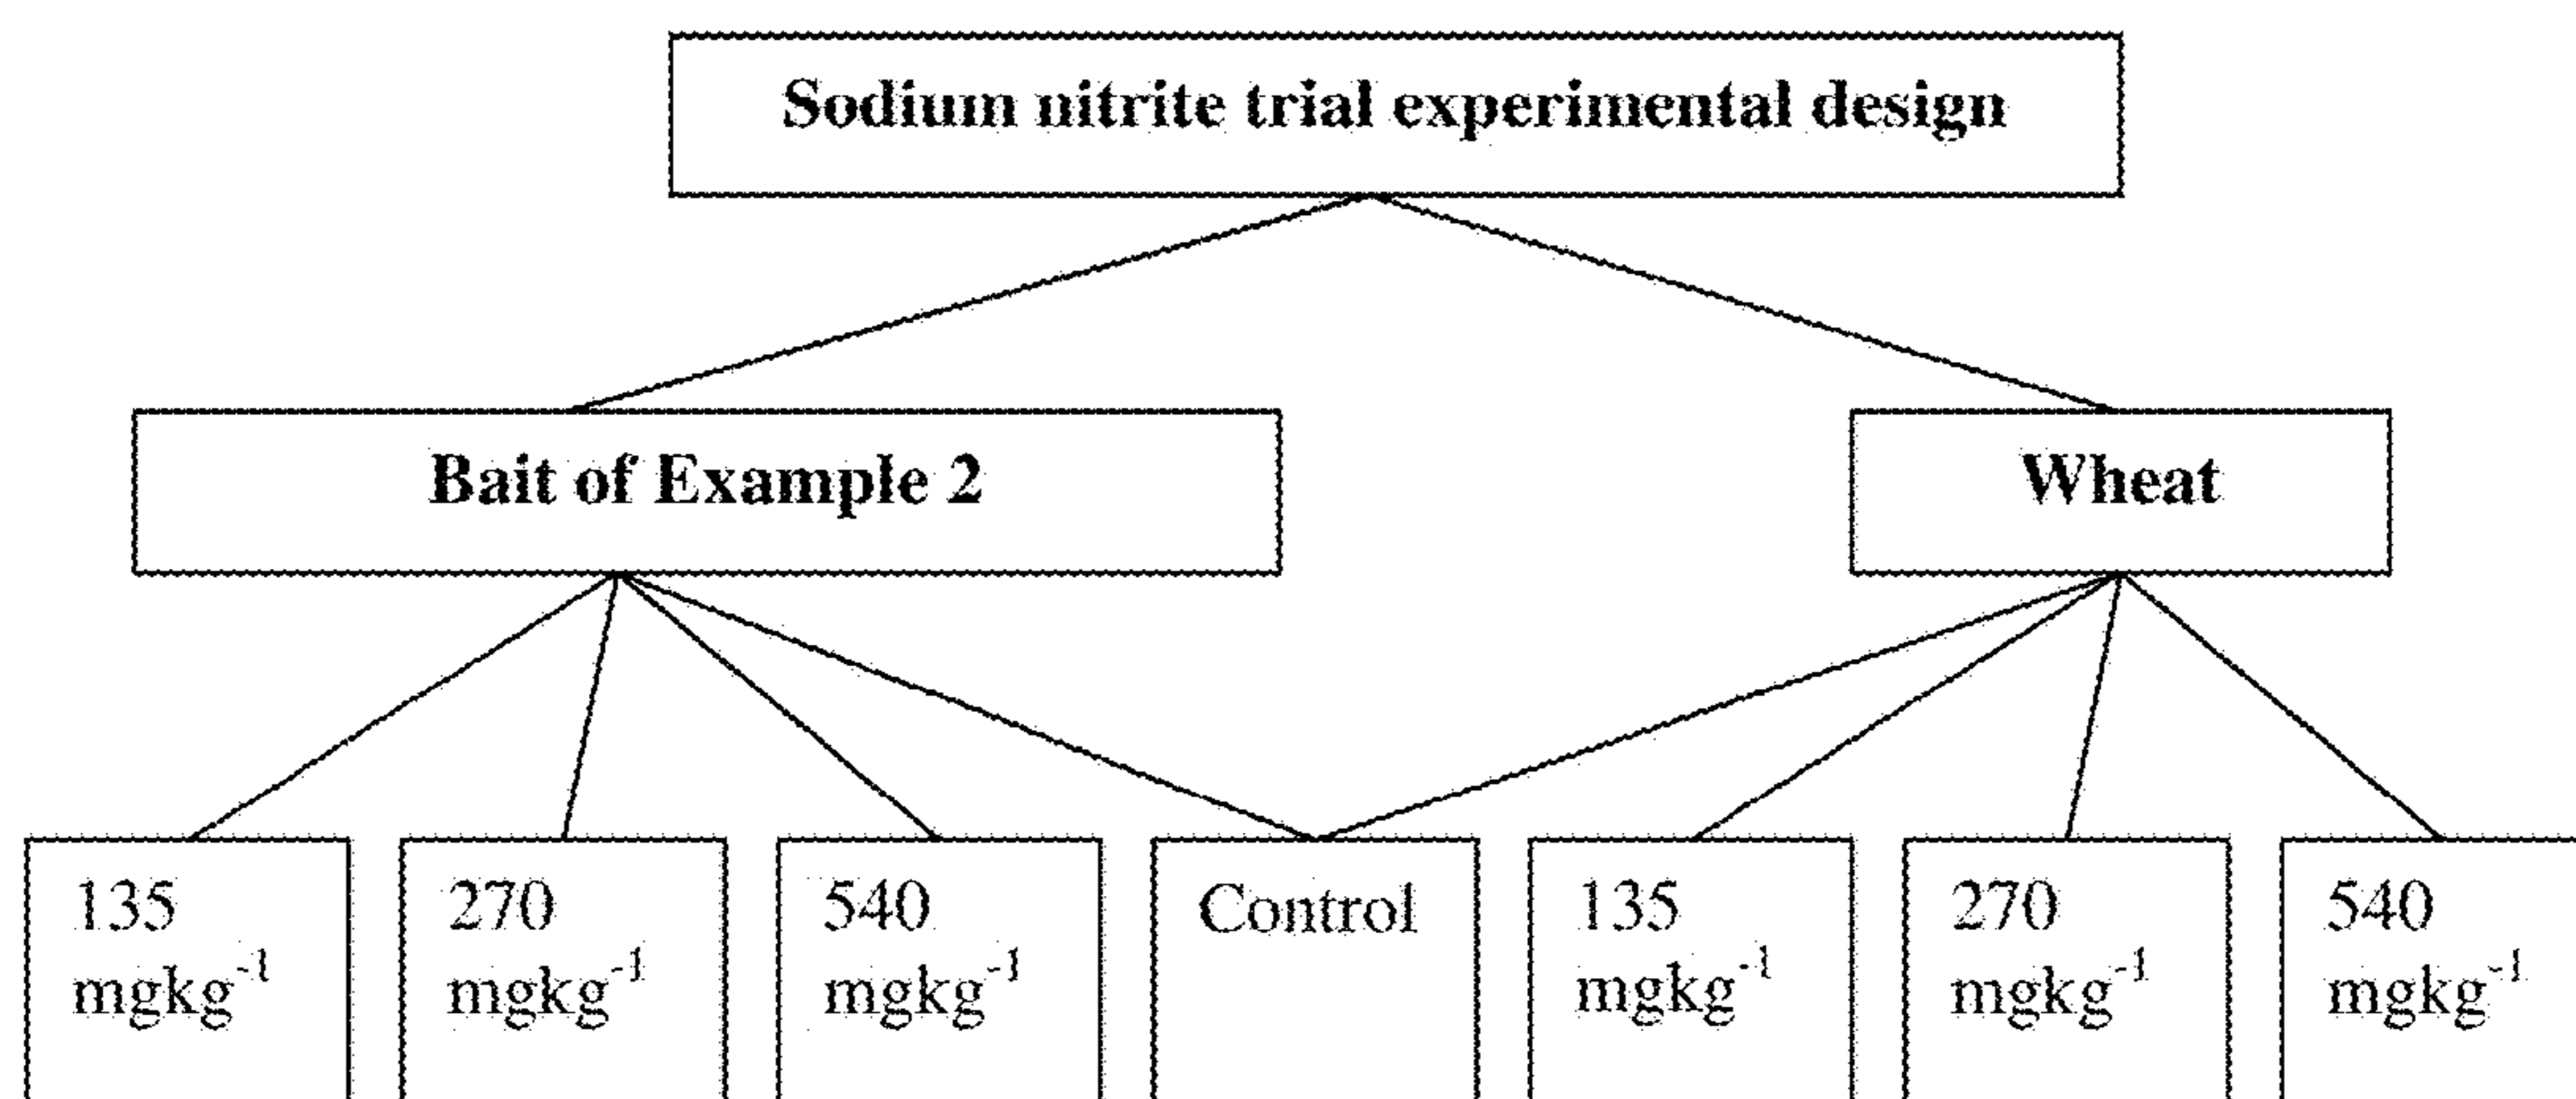 Sodium nitrite trial experimental design
Bait of Example 2
Wheat
135
mgkg⁻¹
270
mgkg⁻¹
540
mgkg⁻¹
Control
135
mgkg⁻¹
270
mgkg⁻¹
540
mgkg⁻¹